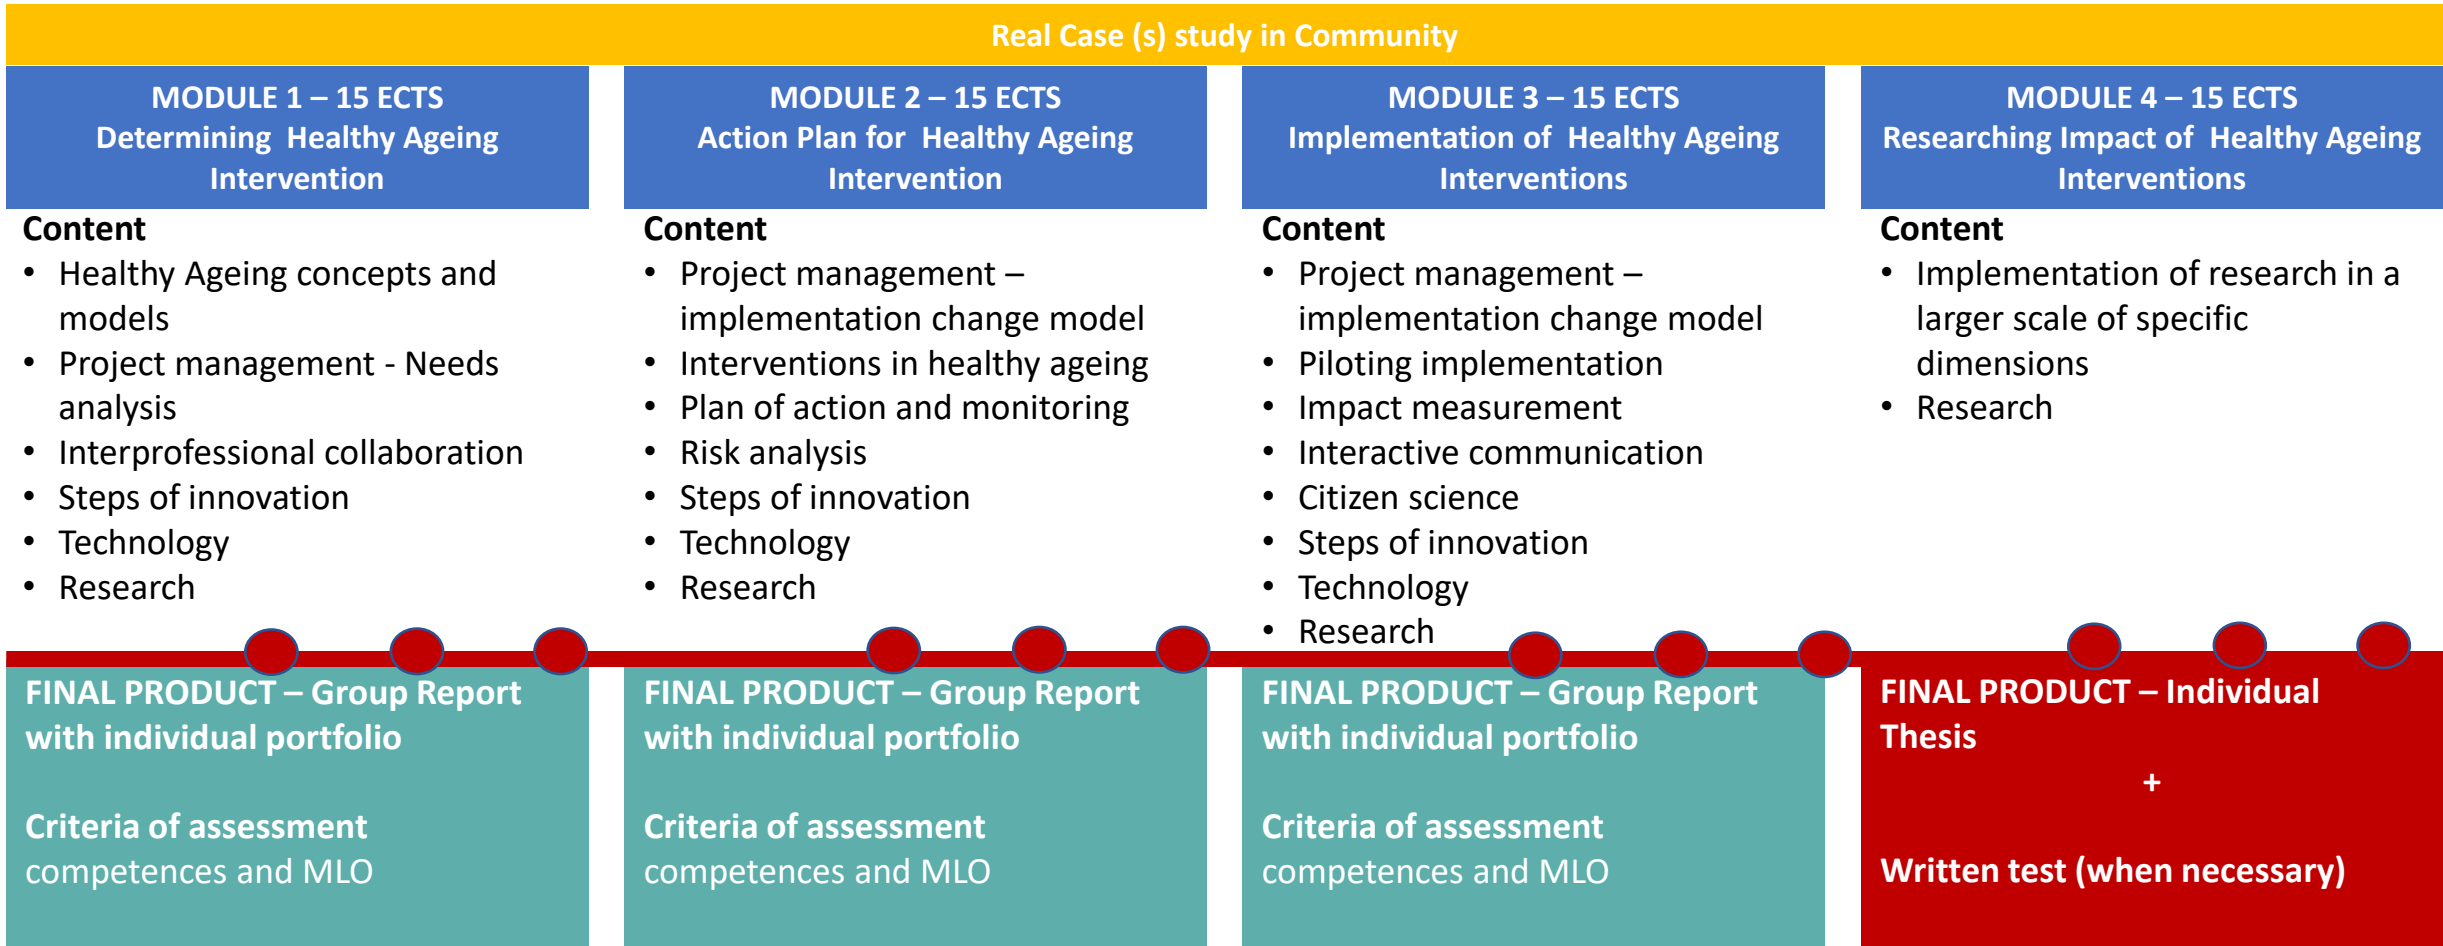 Real Case (s) study in Community
MODULE 1 – 15 ECTS
Determining Healthy Ageing
Intervention
Content
• Healthy Ageing concepts and
models
• Project management - Needs
analysis
• Interprofessional collaboration
• Steps of innovation
• Technology
• Research
FINAL PRODUCT – Group Report
with individual portfolio
Criteria of assessment
competences and MLO
MODULE 2 – 15 ECTS
Action Plan for Healthy Ageing
Intervention
Content
• Project management –
implementation change model
• Interventions in healthy ageing
• Plan of action and monitoring
• Risk analysis
• Steps of innovation
• Technology
• Research
FINAL PRODUCT – Group Report
with individual portfolio
Criteria of assessment
competences and MLO
MODULE 3 – 15 ECTS
Implementation of Healthy Ageing
Interventions
Content
• Project management –
implementation change model
• Piloting implementation
• Impact measurement
• Interactive communication
• Citizen science
• Steps of innovation
• Technology
• Research
FINAL PRODUCT – Group Report
with individual portfolio
Criteria of assessment
competences and MLO
MODULE 4 – 15 ECTS
Researching Impact of Healthy Ageing
Interventions
Content
• Implementation of research in a
larger scale of specific
dimensions
• Research
FINAL PRODUCT – Individual
Thesis
+
Written test (when necessary)